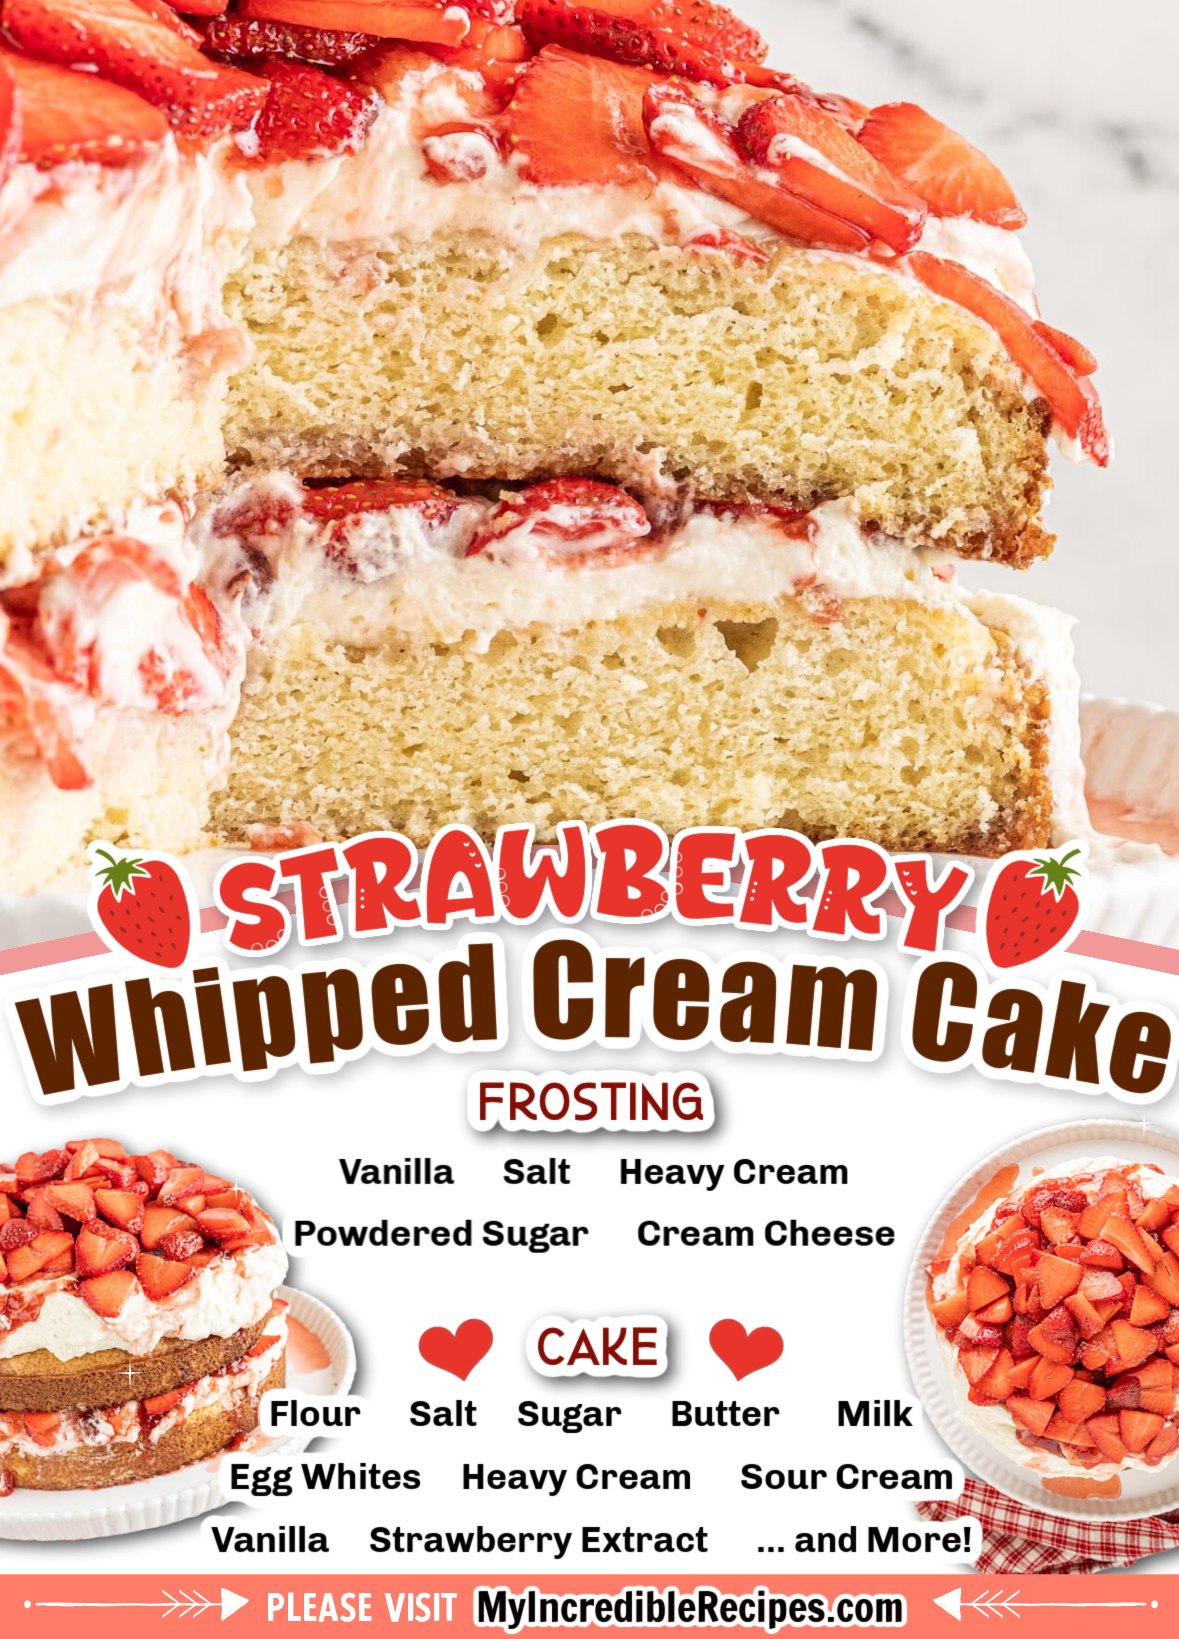 STRAWBERRY
Whipped Cream Cake
FROSTING
Vanilla Salt Heavy Cream
Powdered Sugar Cream Cheese
CAKE
Flour Salt Sugar Butter Milk
Egg Whites Heavy Cream Sour Cream
Vanilla Strawberry Extract ... and More!
PLEASE VISIT MyIncredibleRecipes.com